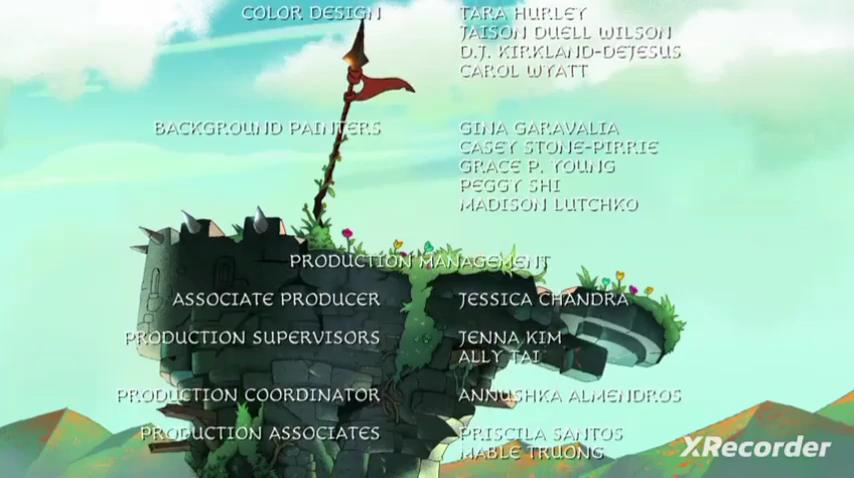 COLOR DESIGN TARA HURLEY
JAISON DUELL WILSON
D.J. KIRKLAND-DEJESUS
CAROL WYATT
BACKGROUND PAINTERS GINA GARAVALIA
CASEY STONE-PIRRIE
GRACE P. YOUNG
PEGGY SHI
MADISON LUTCHKO
PRODUCTION MANAGEMENT
ASSOCIATE PRODUCER JESSICA CHANDRA
PRODUCTION SUPERVISORS JENNA KIM
ALLY TAI
PRODUCTION COORDINATOR ANNUSHKA ALMENDROS
PRODUCTION ASSOCIATES PRISCILA SANTOS
MABLE TRUONG
XRecorder